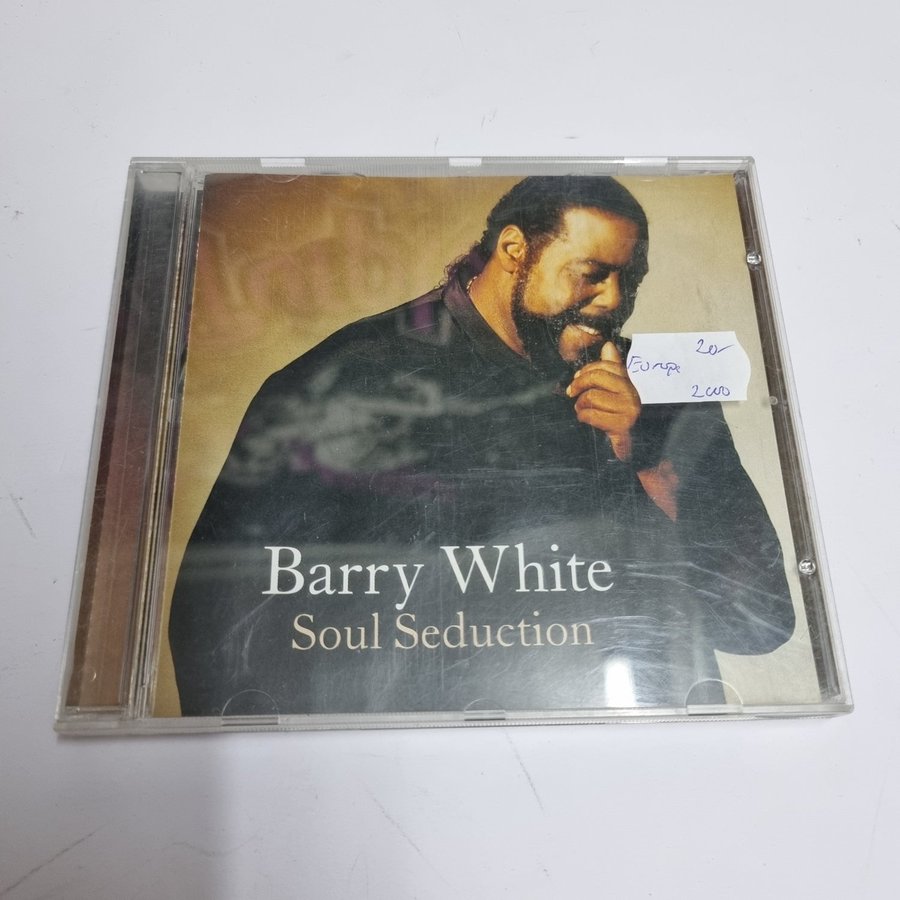 Barry White
Soul Seduction
20-
Europe
2000